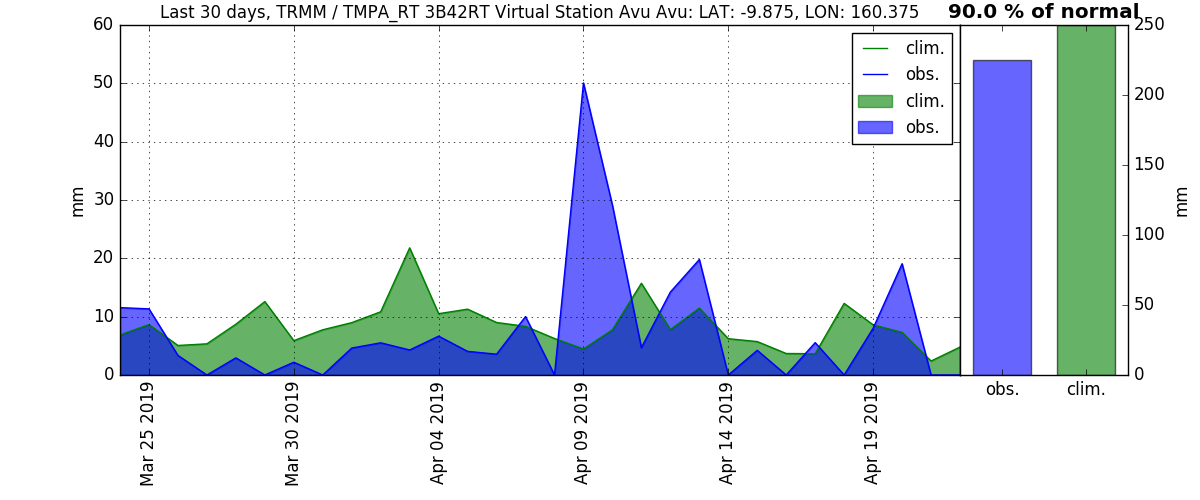 Last 30 days, TRMM / TMPA_RT 3B42RT Virtual Station Avu Avu: LAT: -9.875, LON: 160.375
90.0 % of normal
60
50
40
30
20
10
0
mm
clim.
obs.
clim.
obs.
250
200
150
100
50
0
mm
obs.
clim.
Mar 25 2019
Mar 30 2019
Apr 04 2019
Apr 09 2019
Apr 14 2019
Apr 19 2019